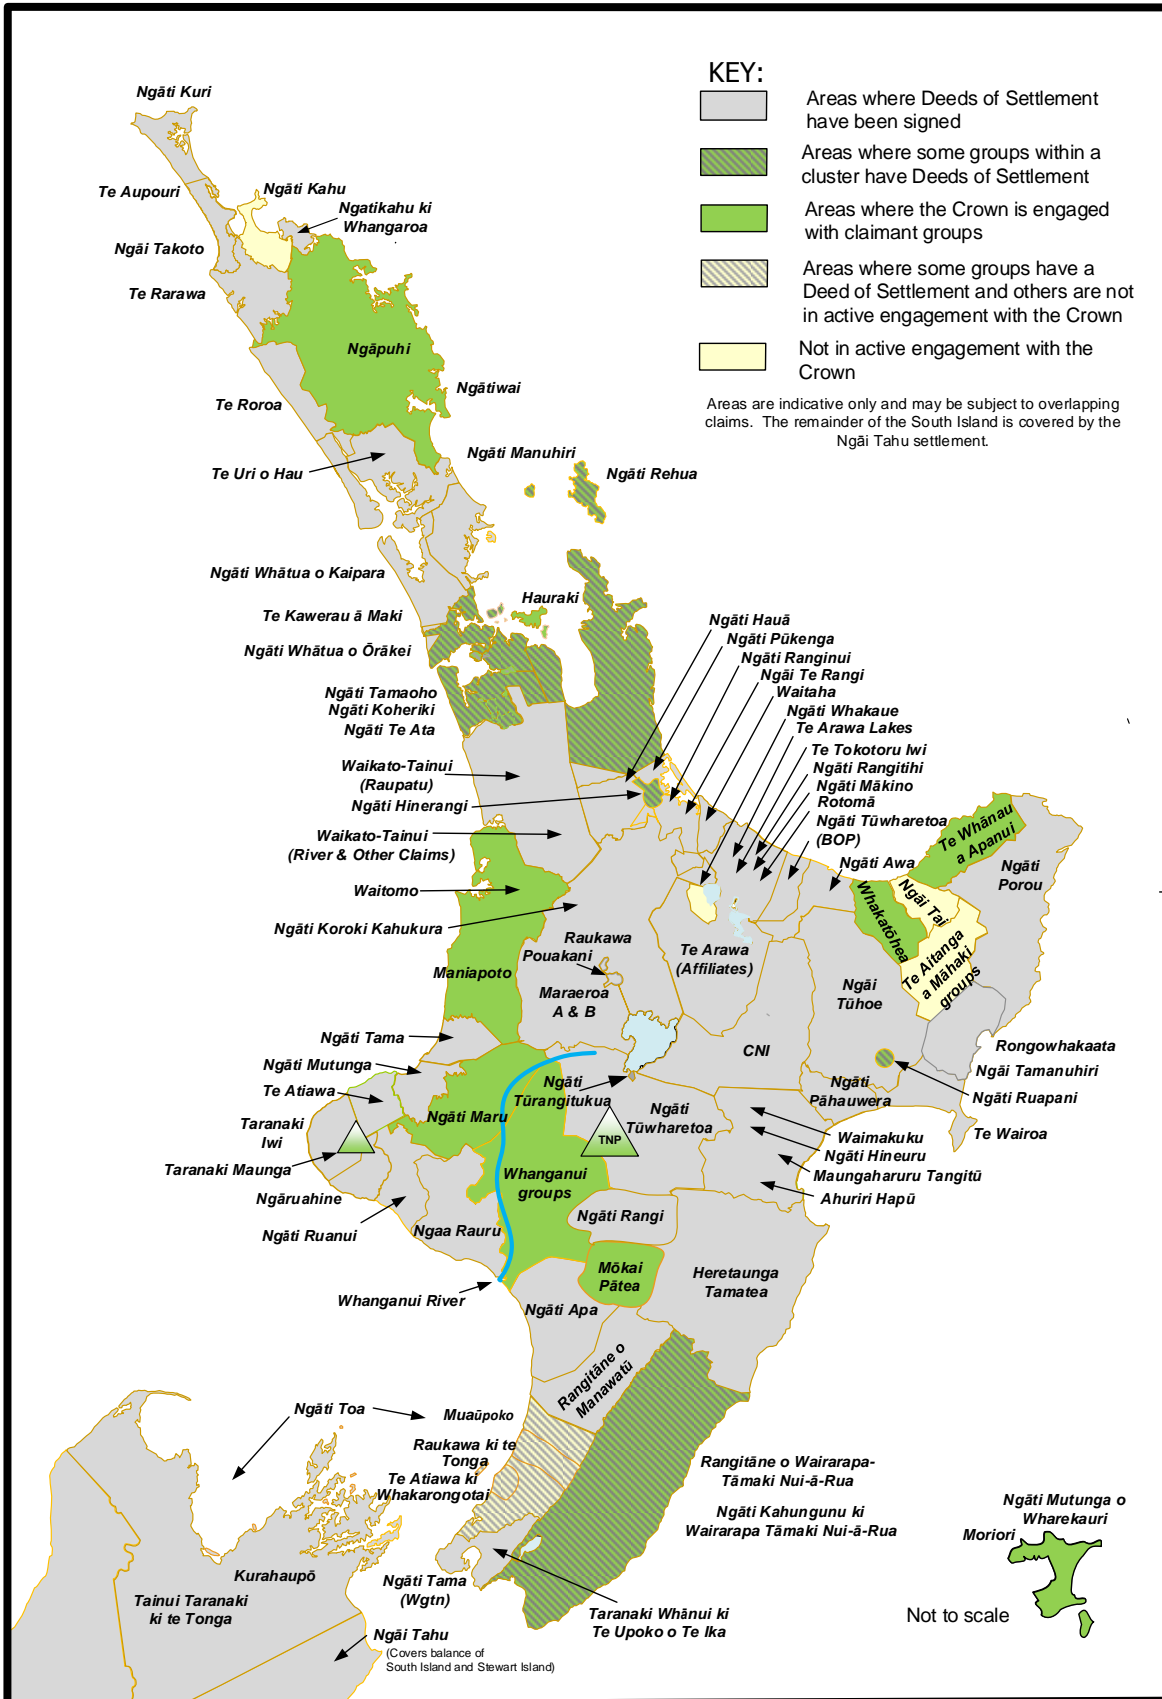 KEY:
Areas where Deeds of Settlement
have been signed
Areas where some groups within a
cluster have Deeds of Settlement
Areas where the Crown is engaged
with claimant groups
Areas where some groups have a
Deed of Settlement and others are not
in active engagement with the Crown
Not in active engagement with the
Crown
Areas are indicative only and may be subject to overlapping
claims. The remainder of the South Island is covered by the
Ngāi Tahu settlement.
Ngāti Kuri
Te Aupouri
Ngāti Kahu
Ngatikahu ki
Whangaroa
Ngāi Takoto
Te Rarawa
Ngāpuhi
Ngātiwai
Te Roroa
Te Uri o Hau
Ngāti Manuhiri
Ngāti Rehua
Ngāti Whātua o Kaipara
Hauraki
Te Kawerau ā Maki
Ngāti Whātua o Ōrākei
Ngāti Tamaoho
Ngāti Koheriki
Ngāti Te Ata
Ngāti Hauā
Ngāti Pūkenga
Ngāti Ranginui
Ngāi Te Rangi
Waitaha
Ngāti Whakaue
Te Arawa Lakes
Te Tokotoru Iwi
Ngāti Rangitihi
Ngāti Mākino
Rotomā
Ngāti Tūwharetoa
(BOP)
Ngāti Awa
Waikato-Tainui
(Raupatu)
Ngāti Hinerangi
Waikato-Tainui
(River & Other Claims)
Waitomo
Ngāti Koroki Kahukura
Te Whānau
a Apanui
Ngāti
Porou
Ngāi Tai
Whakatōhea
Te Aitanga
a Māhaki
groups
Raukawa
Pouakani
Maraeroa
A & B
Te Arawa
(Affiliates)
Maniapoto
Ngāi
Tūhoe
CNI
Ngāti Tama
Ngāti Mutunga
Te Atiawa
Taranaki
Iwi
Taranaki Maunga
Ngāti Maru
Ngāti
Tūrangitukua
Ngāti
Tūwharetoa
TNP
Ngāti
Pāhauwera
Rongowhakaata
Ngāi Tamanuhiri
Ngāti Ruapani
Te Wairoa
Waimakuku
Ngāti Hineuru
Maungaharuru Tangitū
Ahuriri Hapū
Whanganui
groups
Ngāruahine
Ngāti Ruanui
Ngaa Rauru
Ngāti Rangi
Whanganui River
Mōkai
Pātea
Heretaunga
Tamatea
Ngāti Apa
Rangitāne o
Manawatū
Ngāti Toa
Muaūpoko
Raukawa ki te
Tonga
Te Atiawa ki
Whakarongotai
Rangitāne o Wairarapa-
Tāmaki Nui-ā-Rua
Ngāti Kahungunu ki
Wairarapa Tāmaki Nui-ā-Rua
Ngāti Mutunga o
Wharekauri
Moriori
Not to scale
Kurahaupō
Tainui Taranaki
ki te Tonga
Ngāti Tama
(Wgtn)
Taranaki Whānui ki
Te Upoko o Te Ika
Ngāi Tahu
(Covers balance of
South Island and Stewart Island)